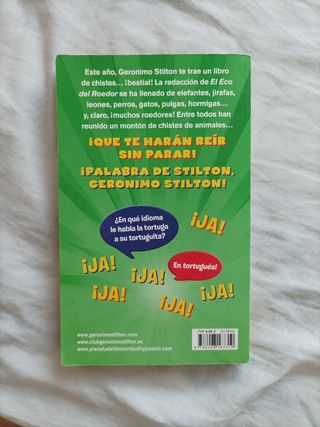 Este año, Geronimo Stilton te trae un libro
de chistes... ¡bestial! La redacción de El Eco
del Roedor se ha llenado de elefantes, jirafas,
leones, perros, gatos, pulgas, hormigas...
y, claro, ¡muchos roedores! Entre todos han
reunido un montón de chistes de animales...
¡QUE TE HARÁN REÍR
SIN PARAR!
¡PALABRA DE STILTON,
GERONIMO STILTON!
¿En qué idioma
le habla la tortuga
a su tortuguita?
En tortugués!
¡JA!
¡JA!
¡JA!
¡JA!
¡JA!
www.geronimostilton.com
www.clubgeronimostilton.es
www.planetadelibrosinfantilyjuvenil.com